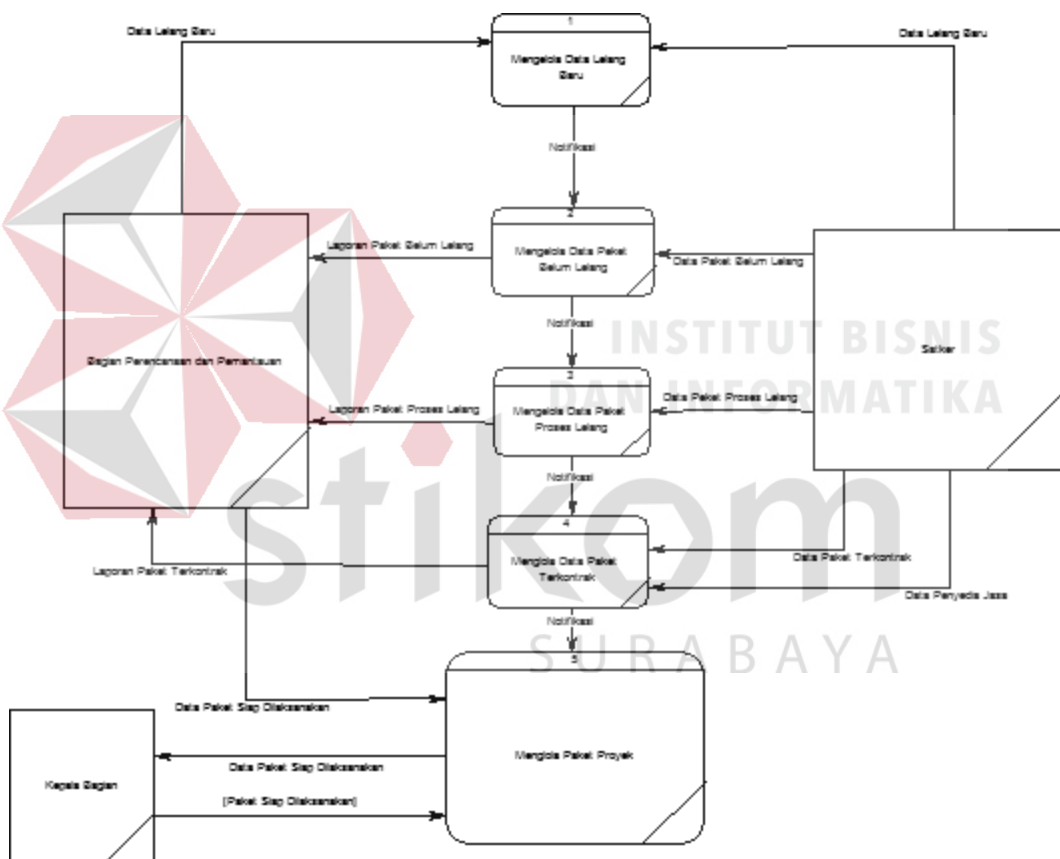 Data Lelang Baru
1
Data Lelang Baru
Mengelola Data Lelang
Baru
Notifikasi
2
Laporan Paket Belum Lelang
Mengelola Data Paket
Belum Lelang
Data Paket Belum Lelang
Notifikasi
INSTITUT BISNIS
DAN INFORMATIKA
Bagian Perencanaan dan Pemantauan
Satker
3
Laporan Paket Proses Lelang
Mengelola Data Paket
Proses Lelang
Data Paket Proses Lelang
Notifikasi
stikom
4
Laporan Paket Terkontrak
Menglola Data Paket
Terkontrak
Data Paket Terkontrak
Data Penyedia Jasa
Notifikasi
SURABAYA
5
Data Paket Siap Dilaksanakan
Menglola Paket Proyek
Data Paket Siap Dilaksanakan
Kepala Bagian
[Paket Siap Dilaksanakan]